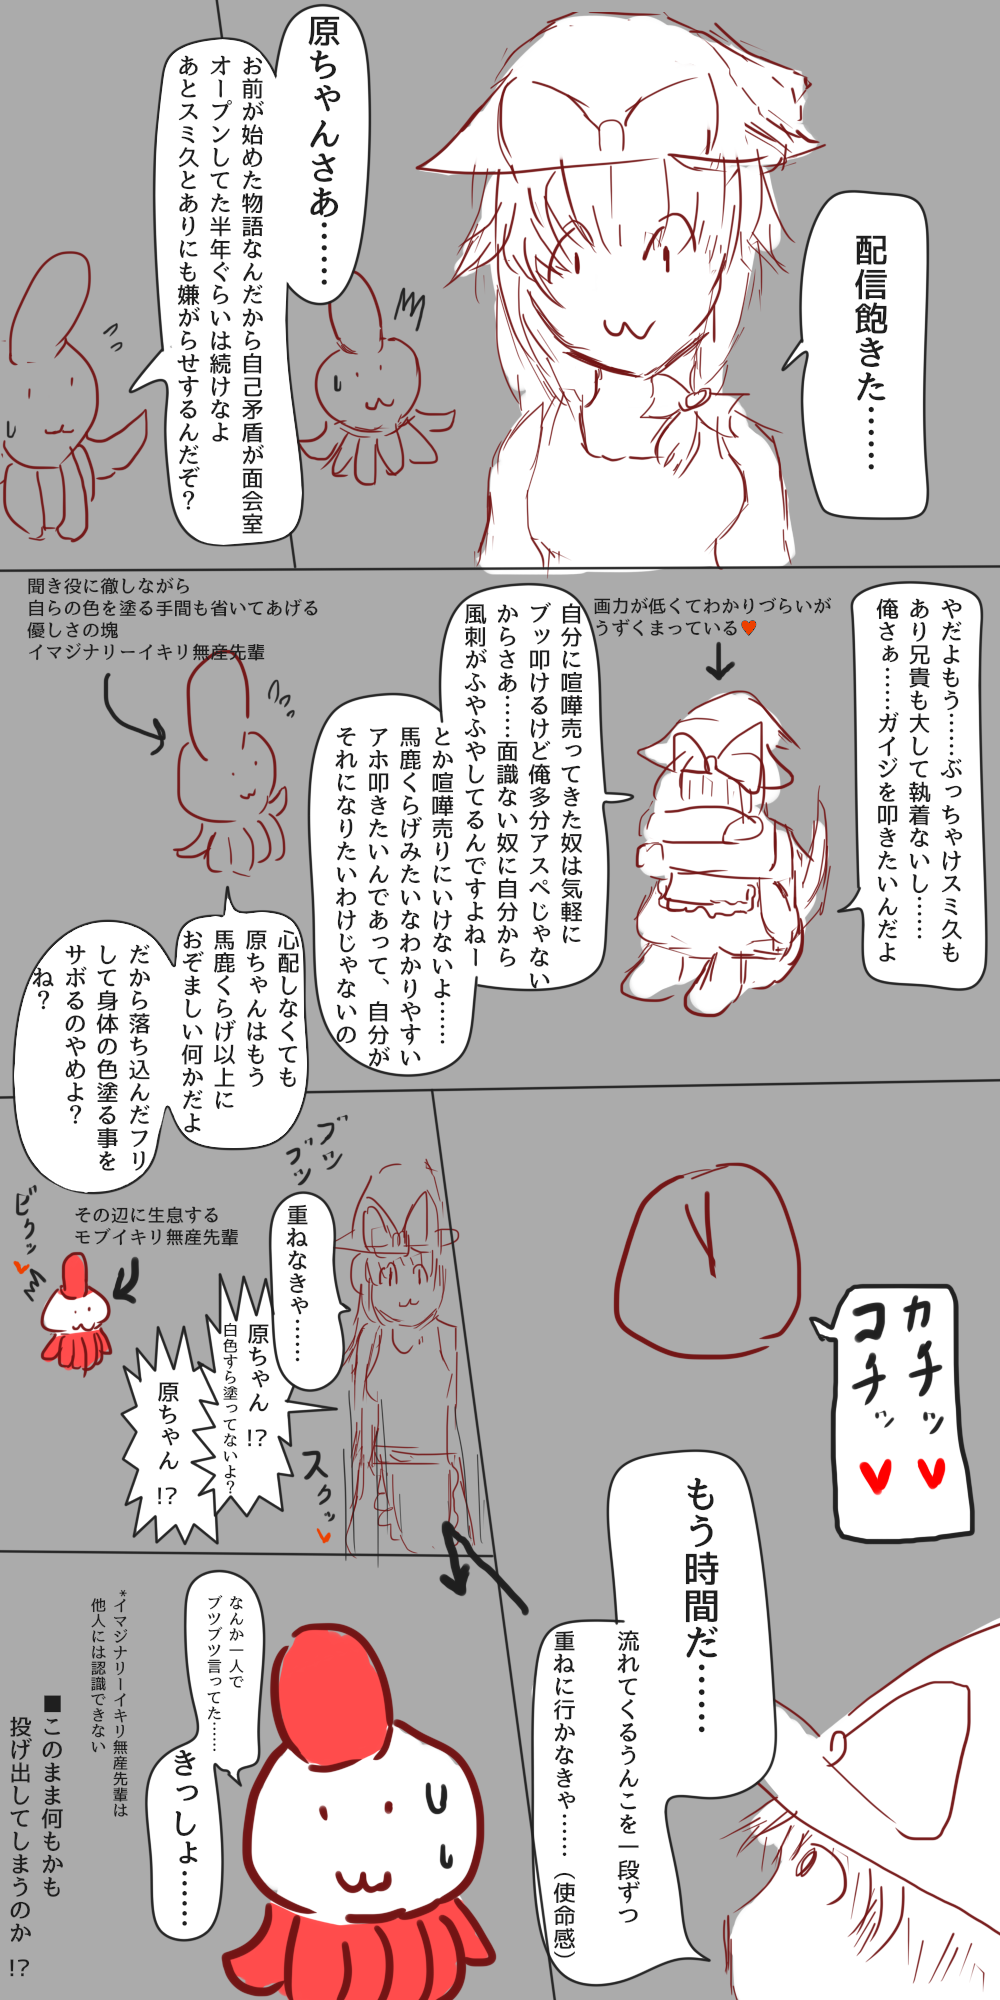 配信飽きた……
原ちゃんさあ……
お前が始めた物語なんだから自己矛盾が面会室
オープンしてた半年ぐらいは続けなよ
あとスミ久とありにも嫌がらせするんだぞ？
やだよもう……ぶっちゃけスミ久も
あり兄貴も大して執着ないし……
俺さぁ……ガイジを叩きたいんだよ
画力が低くてわかりづらいが
うずくまっている♥
自分に喧嘩売ってきた奴は気軽に
ブッ叩けるけど俺多分アスペじゃない
からさあ……面識ない奴に自分から
風刺がふやふやしてるんですよねー
とか喧嘩売りにいけないよ……
馬鹿くらげみたいなわかりやすい
アホ叩きたいんであって、自分が
それになりたいわけじゃないの
聞き役に徹しながら
自らの色を塗る手間も省いてあげる
優しさの塊
イマジナリーイキリ無産先輩
心配しなくても
原ちゃんはもう
馬鹿くらげ以上に
おぞましい何かだよ
だから落ち込んだフリ
して身体の色塗る事を
サボるのやめよ？
ね？
カチッ
コチッ
♥♥
もう時間だ……
流れてくるうんこを一段ずつ
重ねに行かなきゃ……（使命感）
ブツ
ブツ
重ねなきゃ……
原ちゃん⁉
白色すら塗ってないよ？
原ちゃん⁉
スクッ
♥
その辺に生息する
モブイキリ無産先輩
ビクッ
♥
なんか一人で
ブツブツ言ってた……
きっしょ……
*イマジナリーイキリ無産先輩は
他人には認識できない
■このまま何もかも
投げ出してしまうのか⁉